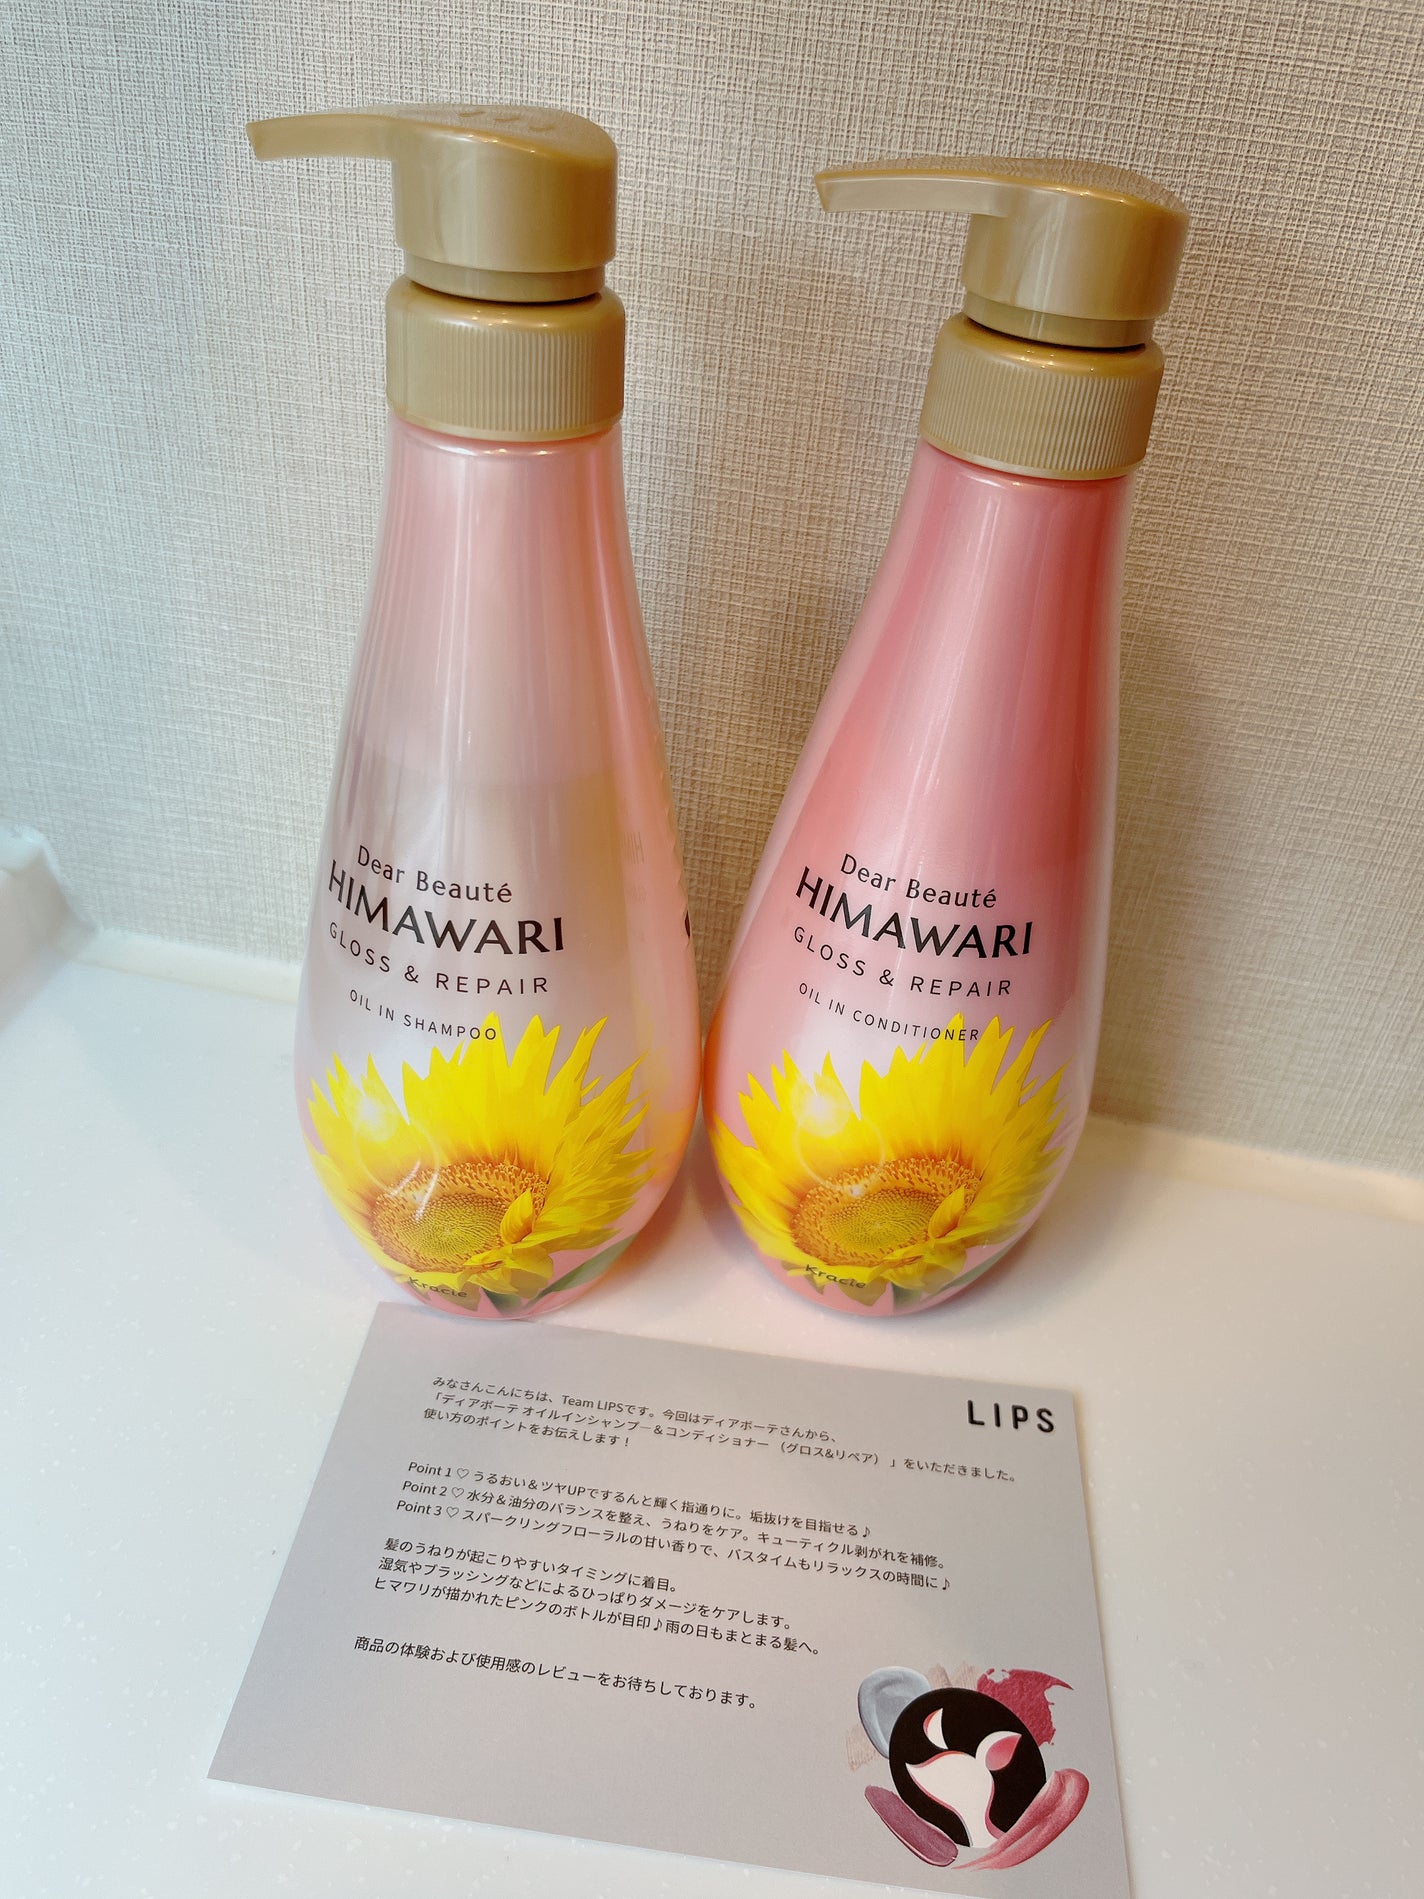 Dear Beauté
HIMAWARI
GLOSS & REPAIR
OIL IN SHAMPOO
Kracie
Dear Beauté
HIMAWARI
GLOSS & REPAIR
OIL IN CONDITIONER
Kracie
LIPS
みなさんこんにちは、Team LIPSです。今回はディアボーテさんから、
「ディアボーテ オイルインシャンプー＆コンディショナー（グロス&リペア）」をいただきました。
使い方のポイントをお伝えします！
Point 1 ♡ うるおい＆ツヤUPでするんと輝く指通りに。垢抜けを目指せる♪
Point 2 ♡ 水分＆油分のバランスを整え、うねりをケア。キューティクル剥がれを補修。
Point 3 ♡ スパークリングフローラルの甘い香りで、バスタイムもリラックスの時間に♪
髪のうねりが起こりやすいタイミングに着目。
湿気やブラッシングなどによるひっぱりダメージをケアします。
ヒマワリが描かれたピンクのボトルが目印♪雨の日もまとまる髪へ。
商品の体験および使用感のレビューをお待ちしております。